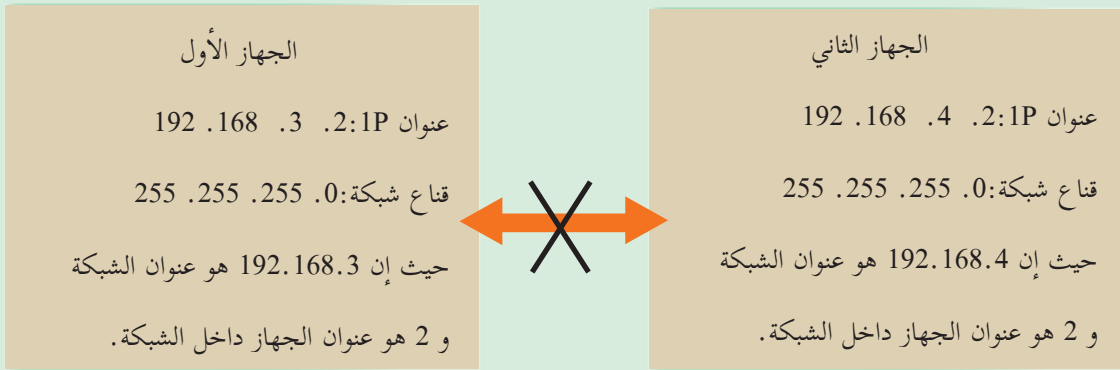 الجهاز الأول
عنوان 1P:2. 3. 168. 192
قناع شبكة:0. 255. 255. 255
حيث إن 192.168.3 هو عنوان الشبكة
و 2 هو عنوان الجهاز داخل الشبكة.
الجهاز الثاني
عنوان 1P:2. 4. 168. 192
قناع شبكة:0. 255. 255. 255
حيث إن 192.168.4 هو عنوان الشبكة
و 2 هو عنوان الجهاز داخل الشبكة.